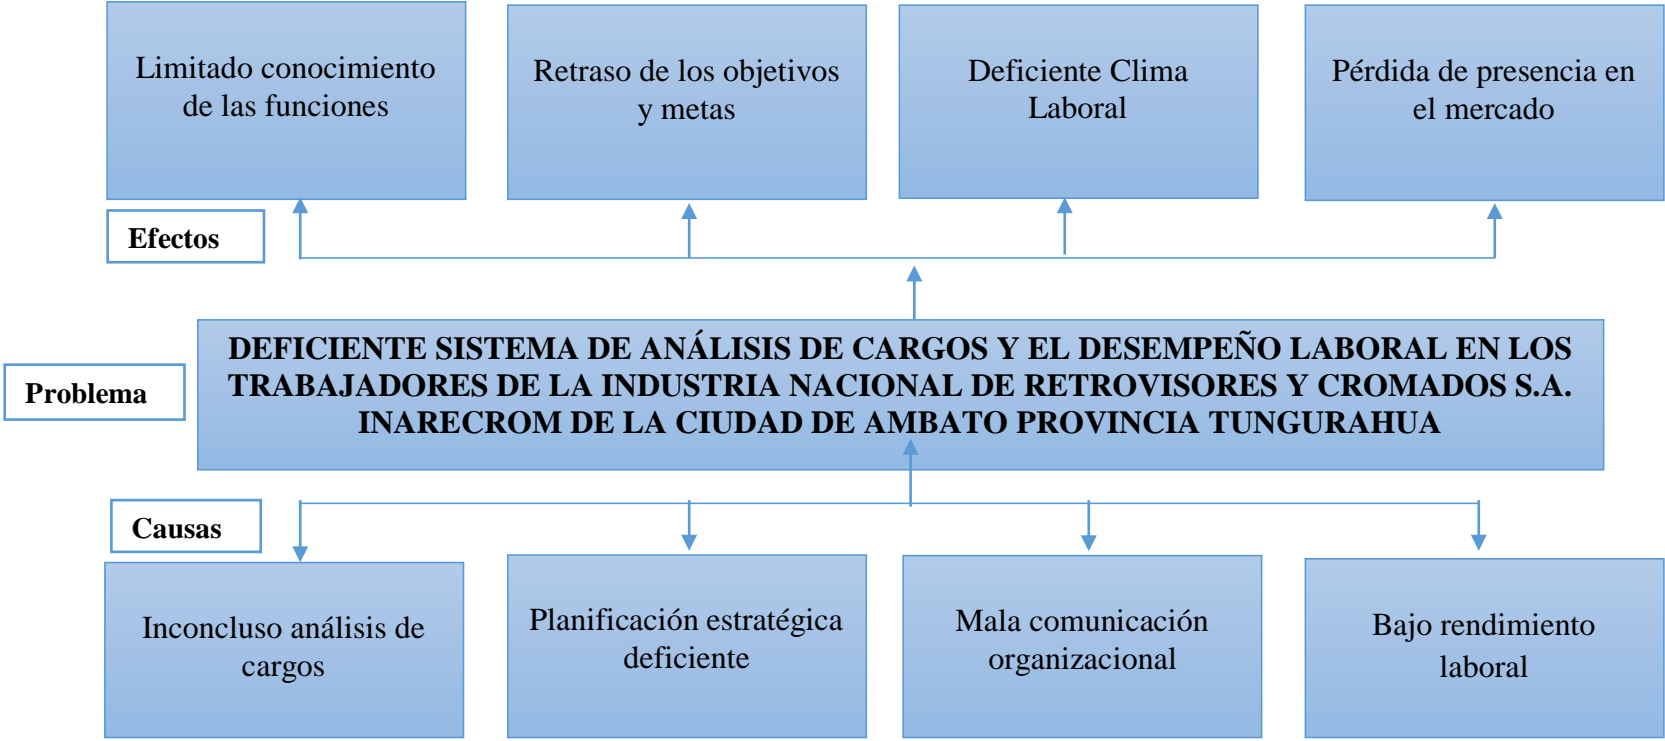 Limitado conocimiento
de las funciones
Retraso de los objetivos
y metas
Deficiente Clima
Laboral
Pérdida de presencia en
el mercado
Efectos
Problema
DEFICIENTE SISTEMA DE ANÁLISIS DE CARGOS Y EL DESEMPEÑO LABORAL EN LOS
TRABAJADORES DE LA INDUSTRIA NACIONAL DE RETROVISORES Y CROMADOS S.A.
INARECROM DE LA CIUDAD DE AMBATO PROVINCIA TUNGURAHUA
Causas
Inconcluso análisis de
cargos
Planificación estratégica
deficiente
Mala comunicación
organizacional
Bajo rendimiento
laboral